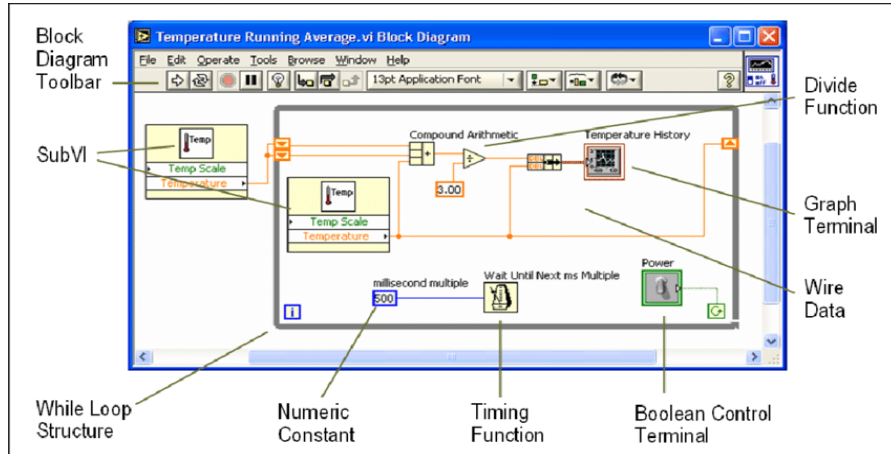 Block
Diagram
Toolbar
Temperature Running Average.vi Block Diagram
File Edit Operate Tools Browse Window Help
13pt Application Font
?
Divide
Function
SubVI
Temp
Temp Scale
Temperature
Compound Arithmetic
Temperature History
3.00
Temp
Temp Scale
Temperature
Graph
Terminal
Power
millisecond multiple
Wait Until Next ms Multiple
500
i
Wire
Data
While Loop
Structure
Numeric
Constant
Timing
Function
Boolean Control
Terminal